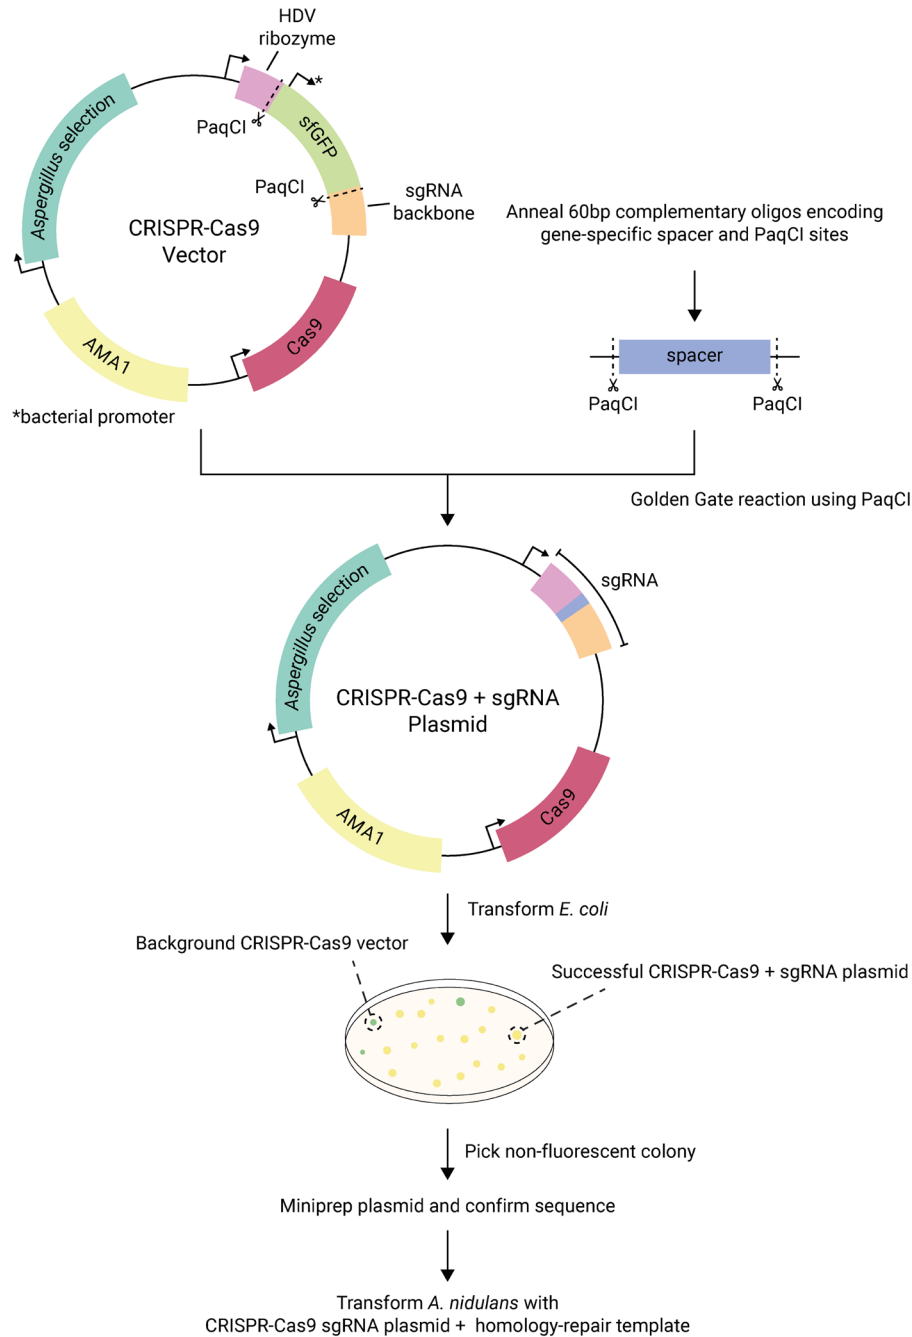 HDV
ribozyme
*
PaqCI
sfGFP
PaqCI
sgRNA
backbone
Aspergillus selection
CRISPR-Cas9
Vector
Cas9
AMA1
*bacterial promoter
Anneal 60bp complementary oligos encoding
gene-specific spacer and PaqCI sites
spacer
PaqCI
PaqCI
Golden Gate reaction using PaqCI
sgRNA
Aspergillus selection
CRISPR-Cas9 + sgRNA
Plasmid
Cas9
AMA1
Transform E. coli
Background CRISPR-Cas9 vector
Successful CRISPR-Cas9 + sgRNA plasmid
Pick non-fluorescent colony
Miniprep plasmid and confirm sequence
Transform A. nidulans with
CRISPR-Cas9 sgRNA plasmid + homology-repair template